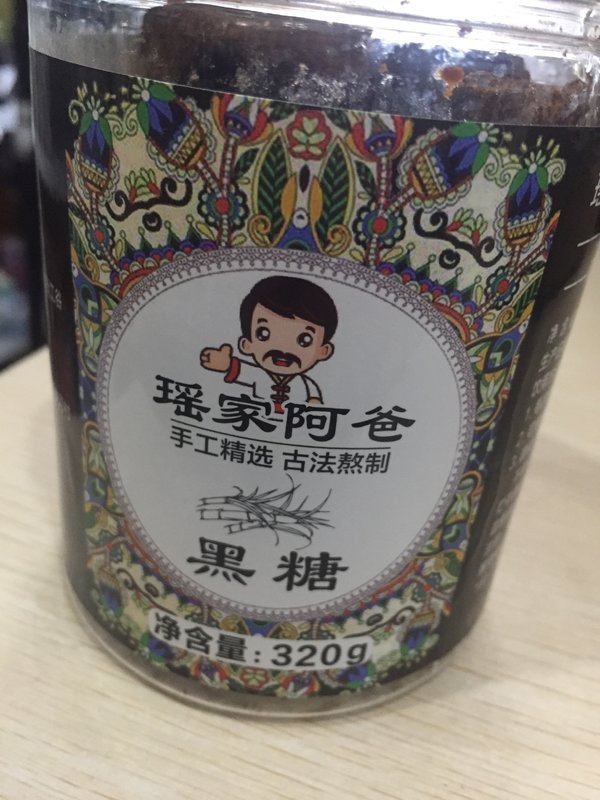 瑶家阿爸
手工精选 古法熬制
黑糖
净含量:320g